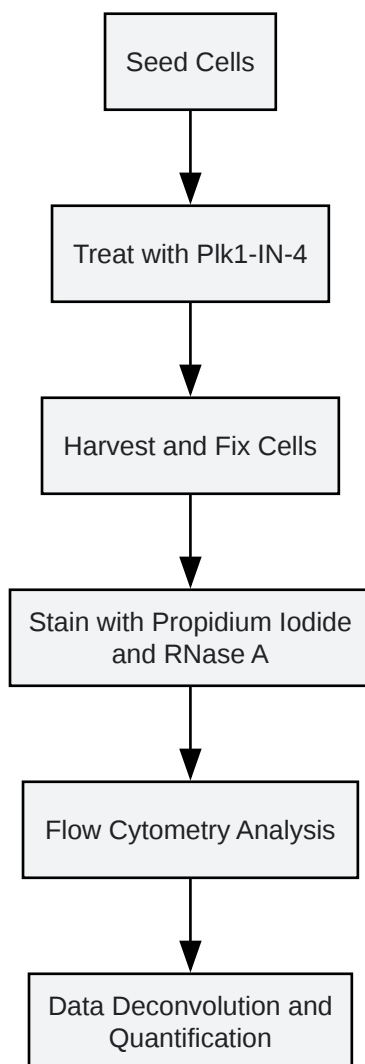 Seed Cells
Treat with Plk1-IN-4
Harvest and Fix Cells
Stain with Propidium Iodide
and RNase A
Flow Cytometry Analysis
Data Deconvolution and
Quantification